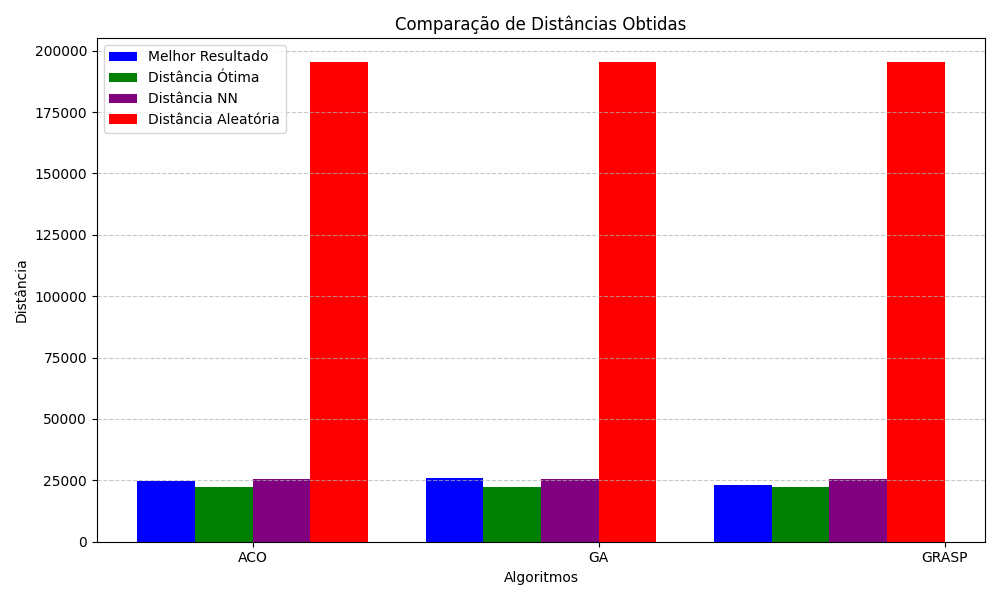 Comparação de Distâncias Obtidas
Melhor Resultado
Distância Ótima
Distância NN
Distância Aleatória
200000
175000
150000
125000
100000
75000
50000
25000
0
Distância
ACO
GA
GRASP
Algoritmos